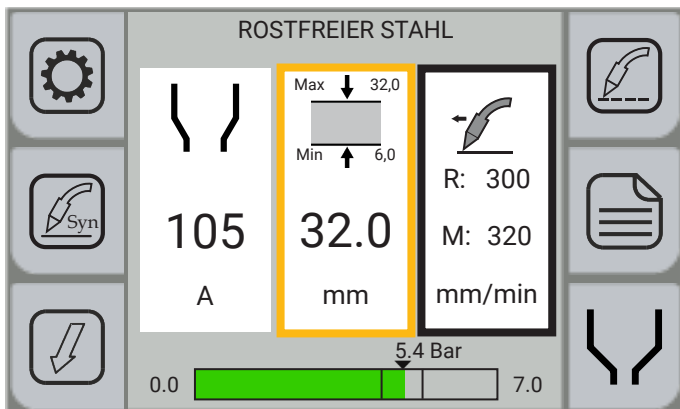 ROSTFREIER STAHL
Max 32,0
Min 6,0
105
A
32.0
mm
R: 300
M: 320
mm/min
Syn
5.4 Bar
0.0
7.0